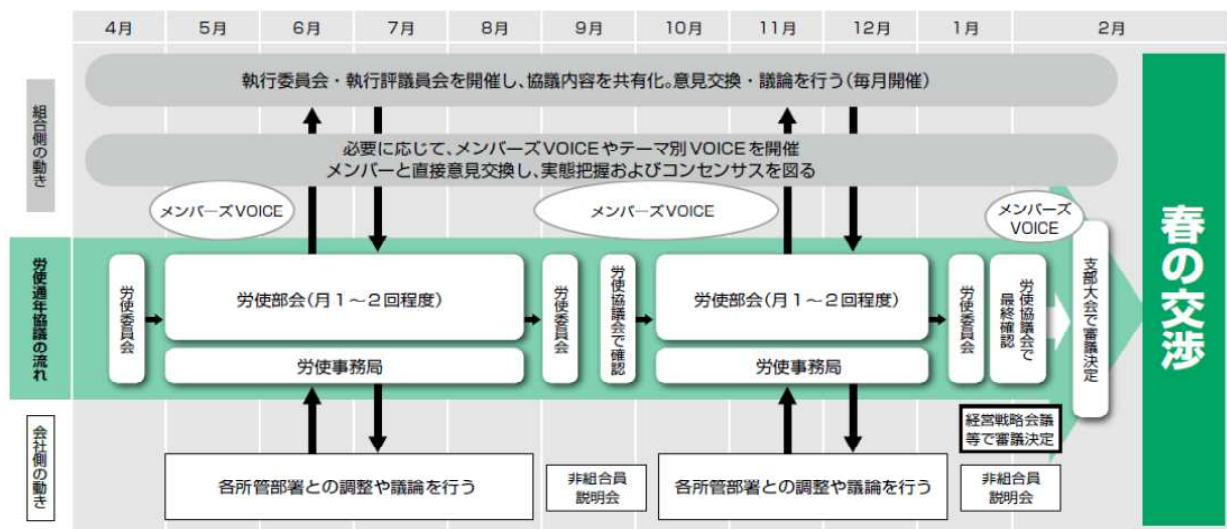 4月 5月 6月 7月 8月 9月 10月 11月 12月 1月 2月
組合側の動き
執行委員会・執行評議員会を開催し、協議内容を共有化。意見交換・議論を行う(毎月開催)
必要に応じて、メンバーズVOICEやテーマ別VOICEを開催
メンバーと直接意見交換し、実態把握およびコンセンサスを図る
メンバーズVOICE
メンバーズVOICE
メンバーズ
VOICE
労使通年協議の流れ
労使委員会
労使部会(月1〜2回程度)
労使事務局
労使委員会
労使協議会で確認
労使部会(月1〜2回程度)
労使事務局
労使委員会
労使協議会で
最終確認
支部大会で審議決定
春の交渉
会社側の動き
各所管部署との調整や議論を行う
非組合員
説明会
各所管部署との調整や議論を行う
経営戦略会議
等で審議決定
非組合員
説明会